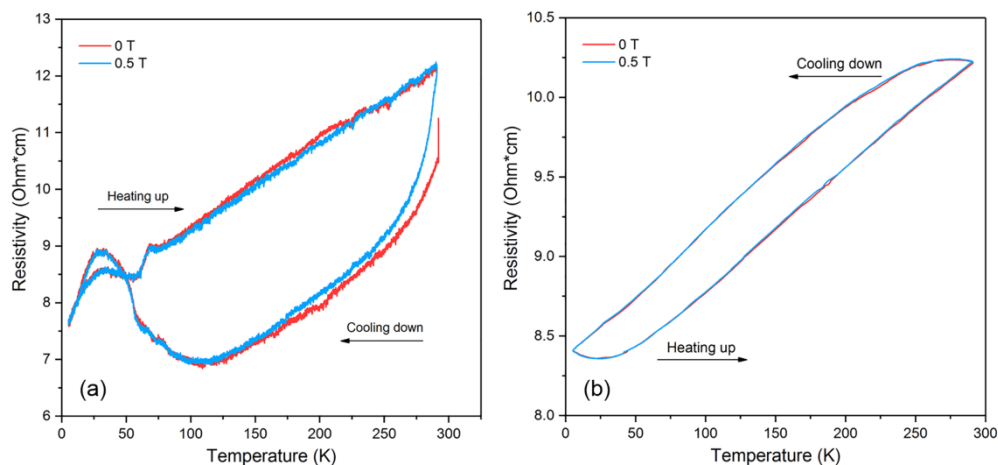 13
12
11
10
9
8
7
6
Resistivity (Ohm*cm)
0 T
0.5 T
Heating up
Cooling down
(a)
0 50 100 150 200 250 300
Temperature (K)
10.5
10.0
9.5
9.0
8.5
8.0
Resistivity (Ohm*cm)
0 T
0.5 T
Cooling down
Heating up
(b)
0 50 100 150 200 250 300
Temperature (K)